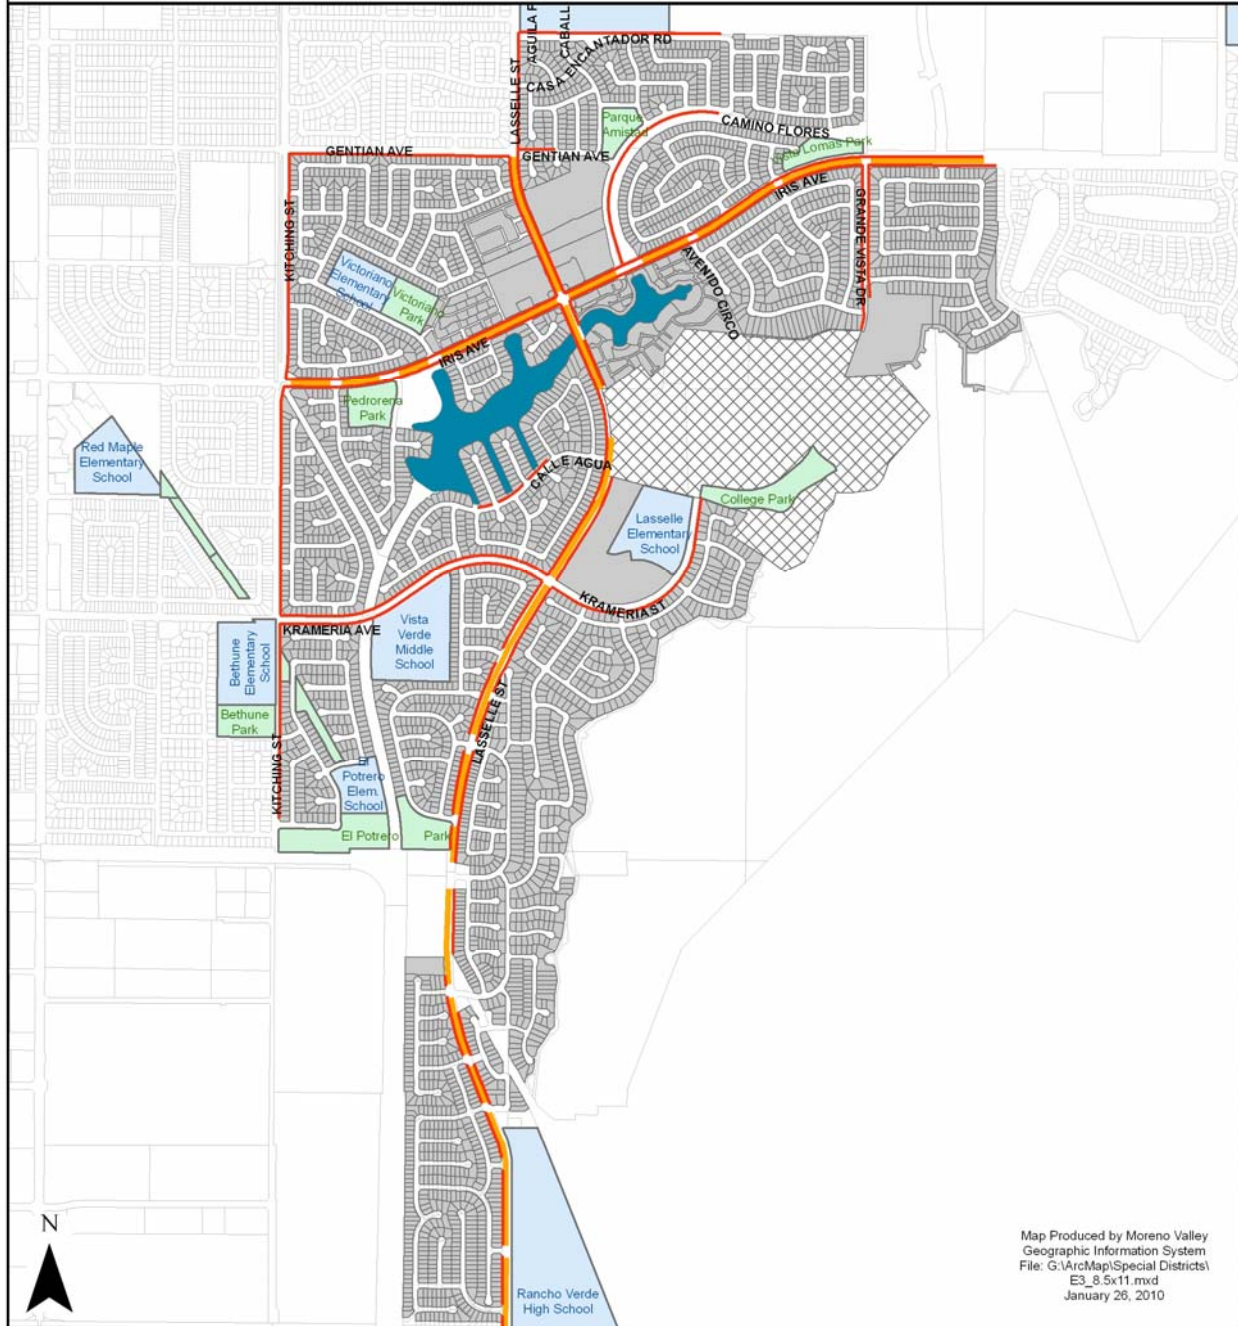 AGUILA
CABALL
CASA ENCANTADOR RD
LASSELLE ST
Parque
Amistad
CAMINO FLORES
Vista Lomas Park
GENTIAN AVE
GENTIAN AVE
IRIS AVE
KITCHING ST
GRANDE VISTA DR
AVENIDO CIRCO
Victoriano
Elementary
School
Victoriano
Park
IRIS AVE
Pedrorena
Park
Red Maple
Elementary
School
CALLE AGUA
College Park
Lasselle
Elementary
School
KRAMERIA ST
KRAMERIA AVE
Vista
Verde
Middle
School
Bethune
Elementary
School
Bethune
Park
LASSELLE ST
KITCHING ST
El
Potrero
Elem.
School
El Potrero Park
N
Map Produced by Moreno Valley
Geographic Information System
File: G:\ArcMap\Special Districts\
E3_8.5x11.mxd
January 26, 2010
Rancho Verde
High School